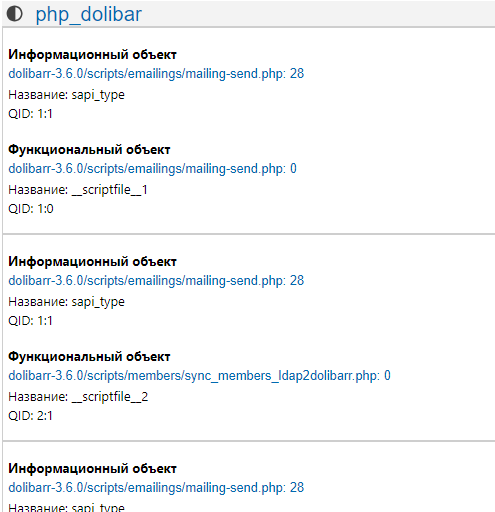 php_dolibar
Информационный объект
dolibarr-3.6.0/scripts/emailings/mailing-send.php: 28
Название: sapi_type
QID: 1:1
Функциональный объект
dolibarr-3.6.0/scripts/emailings/mailing-send.php: 0
Название: __scriptfile__1
QID: 1:0
Информационный объект
dolibarr-3.6.0/scripts/emailings/mailing-send.php: 28
Название: sapi_type
QID: 1:1
Функциональный объект
dolibarr-3.6.0/scripts/members/sync_members_ldap2dolibarr.php: 0
Название: __scriptfile__2
QID: 2:1
Информационный объект
dolibarr-3.6.0/scripts/emailings/mailing-send.php: 28
Название: sapi_type